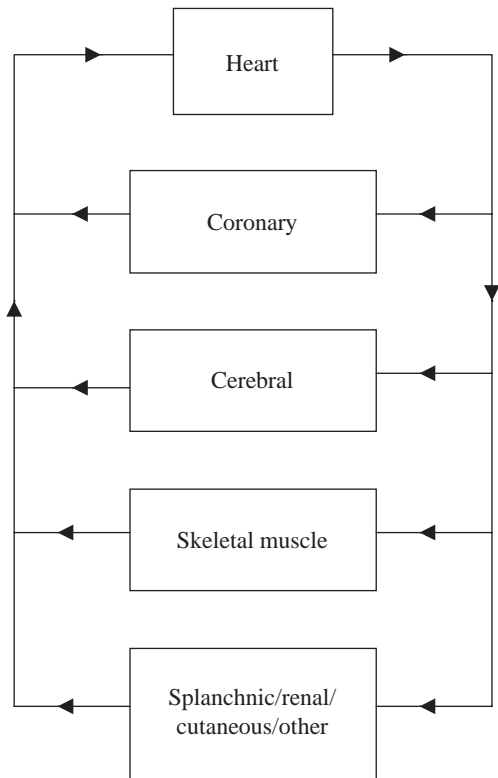 Heart
Coronary
Cerebral
Skeletal muscle
Splanchnic/renal/
cutaneous/other